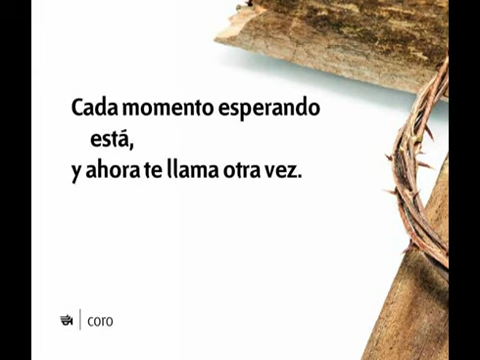 Cada momento esperando
está,
y ahora te llama otra vez.
coro